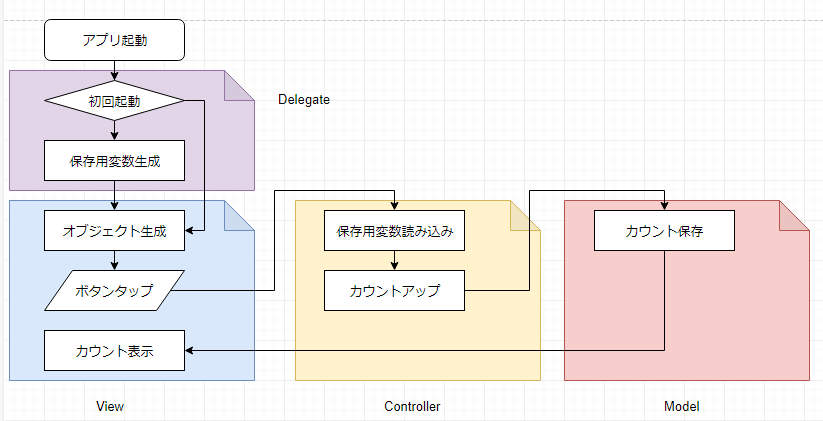 アプリ起動
初回起動
Delegate
保存用変数生成
オブジェクト生成
保存用変数読み込み
カウント保存
ボタンタップ
カウントアップ
カウント表示
View
Controller
Model